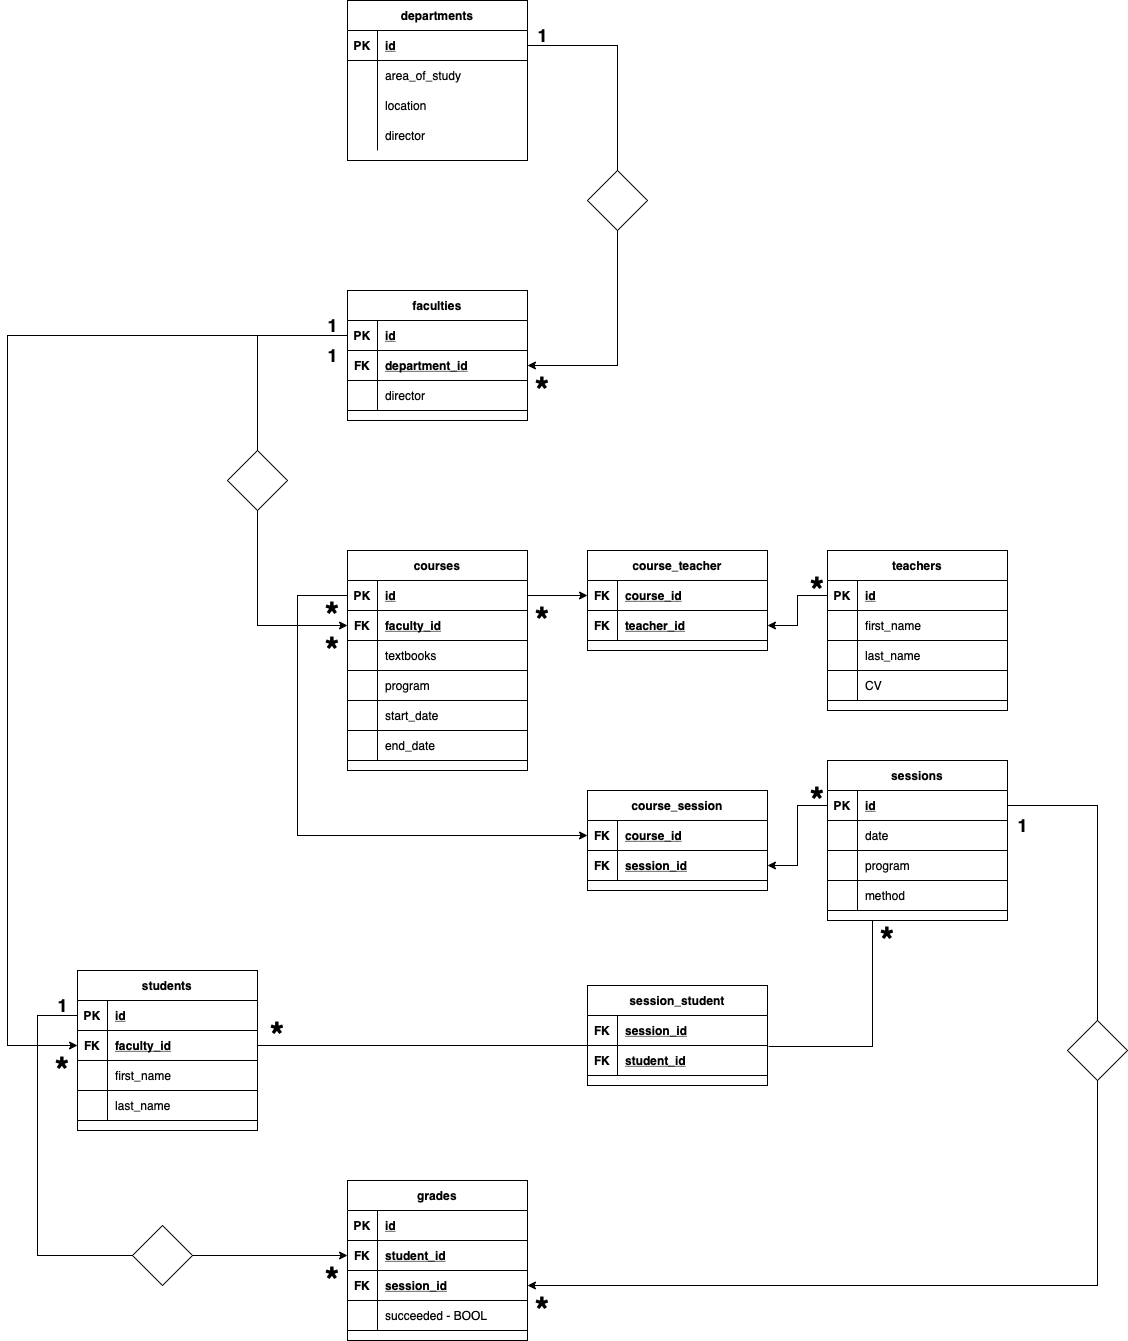 departments
1
PK id
area_of_study
location
director
faculties
1
PK id
1
FK department_id
*
director
courses
course_teacher
teachers
*
PK id
*
*
FK course_id
PK id
FK faculty_id
*
FK teacher_id
first_name
textbooks
last_name
program
CV
start_date
end_date
sessions
course_session
*
PK id
1
FK course_id
date
FK session_id
program
method
*
students
session_student
1
PK id
*
FK session_id
FK faculty_id
*
FK student_id
first_name
last_name
grades
PK id
FK student_id
*
FK session_id
*
succeeded - BOOL